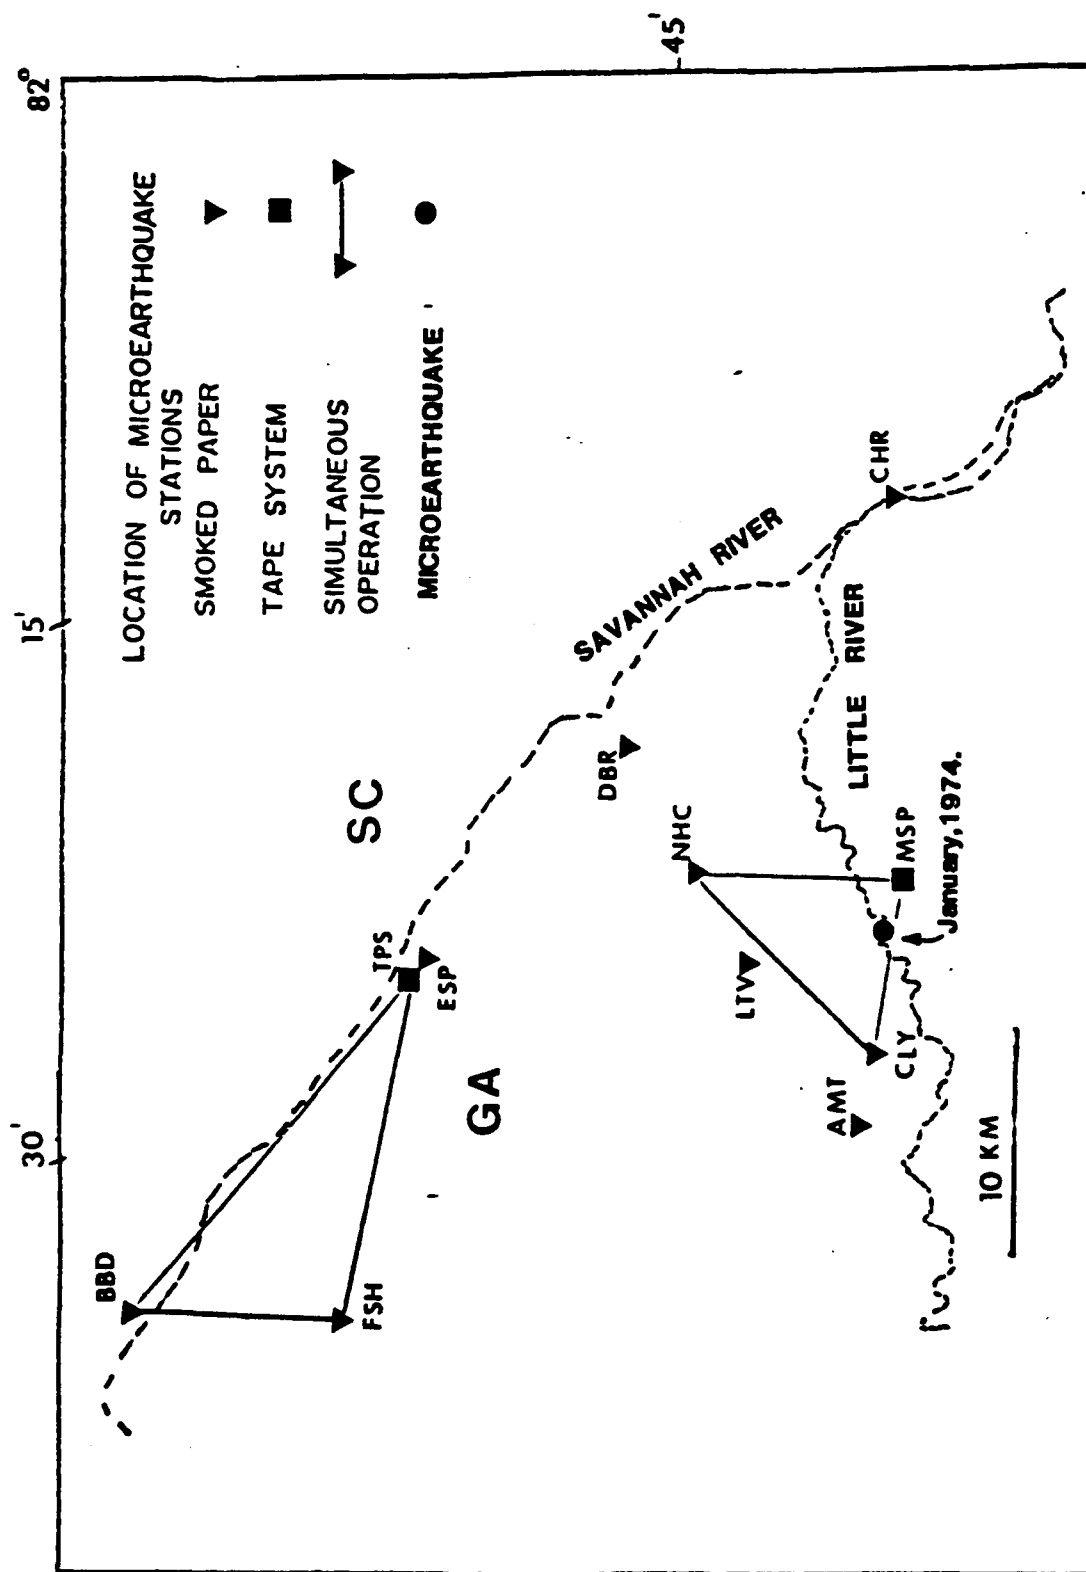 30'
15'
82°
45'
LOCATION OF MICROEARTHQUAKE
STATIONS
SMOKED PAPER
TAPE SYSTEM
SIMULTANEOUS
OPERATION
MICROEARTHQUAKE
BBD
FSH
TPS
ESP
SC
GA
SAVANNAH RIVER
DBR
NHC
LTV
AMT
CLY
MSP
CHR
LITTLE RIVER
January,1974.
10 KM